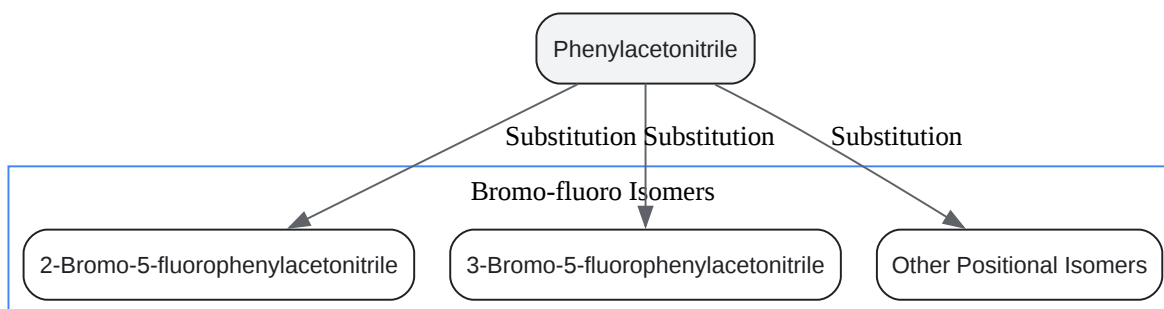 Phenylacetonitrile
Substitution Substitution Substitution
Bromo-fluoro Isomers
2-Bromo-5-fluorophenylacetonitrile
3-Bromo-5-fluorophenylacetonitrile
Other Positional Isomers